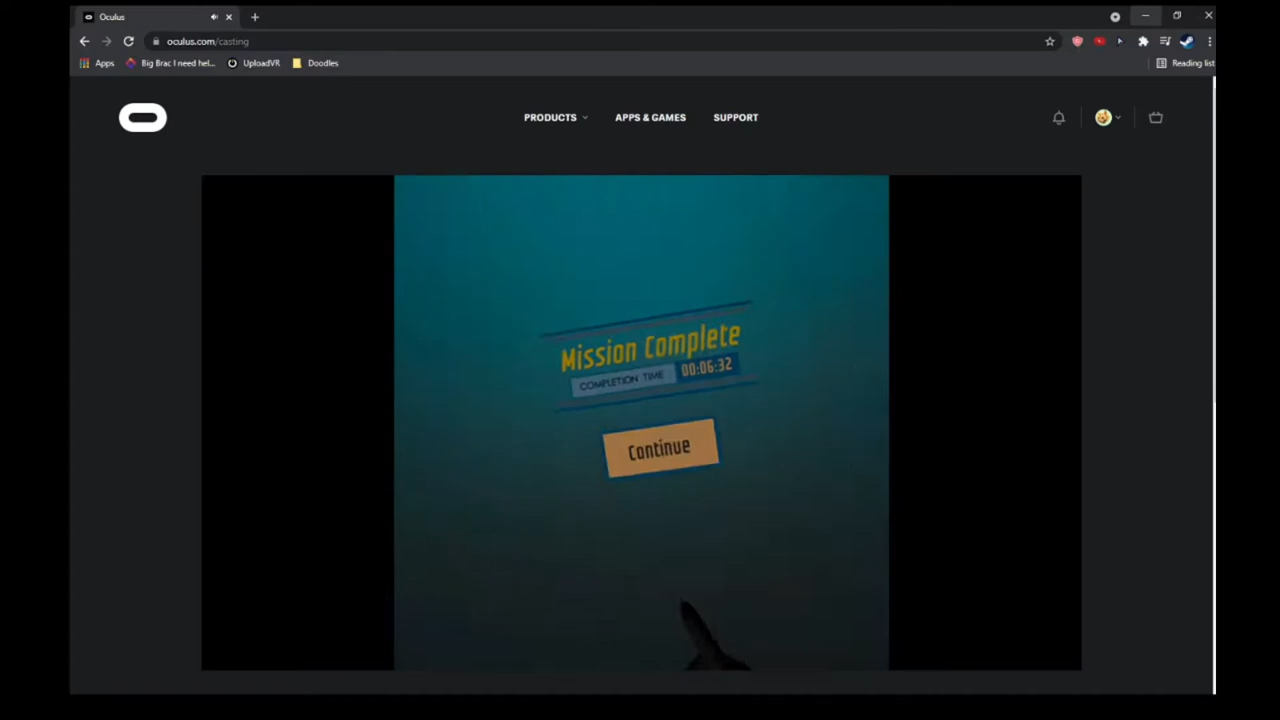 Oculus
oculus.com/casting
Apps
Big Brac I need hel...
UploadVR
Doodles
Reading list
PRODUCTS
APPS & GAMES
SUPPORT
Mission Complete
COMPLETION TIME 00:06:32
Continue